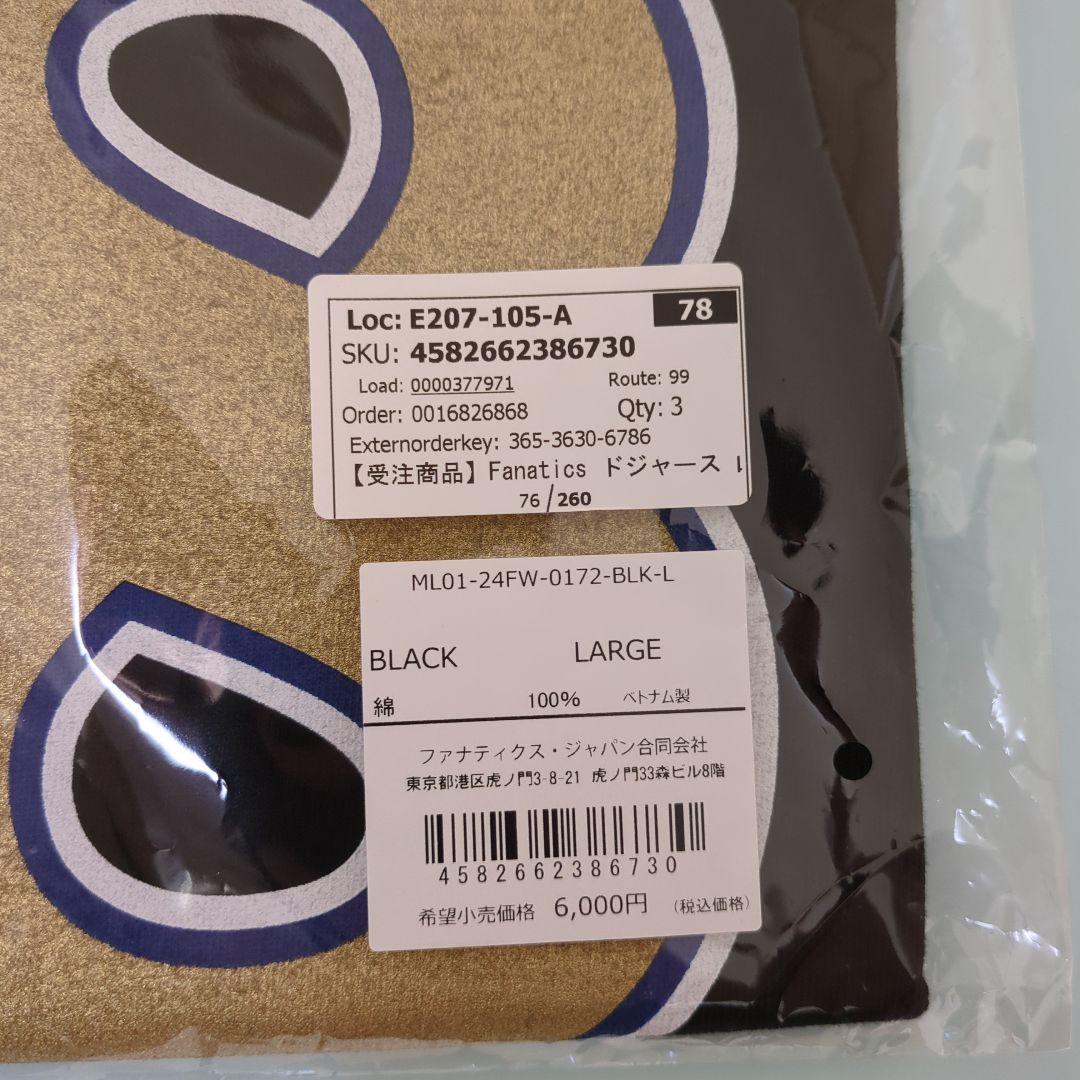 Loc: E207-105-A 78
SKU: 4582662386730
Load: 0000377971 Route: 99
Order: 0016826868 Qty: 3
Externorderkey: 365-3630-6786
【受注商品】Fanatics ドジャース
76/260
ML01-24FW-0172-BLK-L
BLACK LARGE
綿 100% ベトナム製
ファナティクス・ジャパン合同会社
東京都港区虎ノ門3-8-21 虎ノ門33森ビル8階
4582662386730
希望小売価格 6,000円 (税込価格)